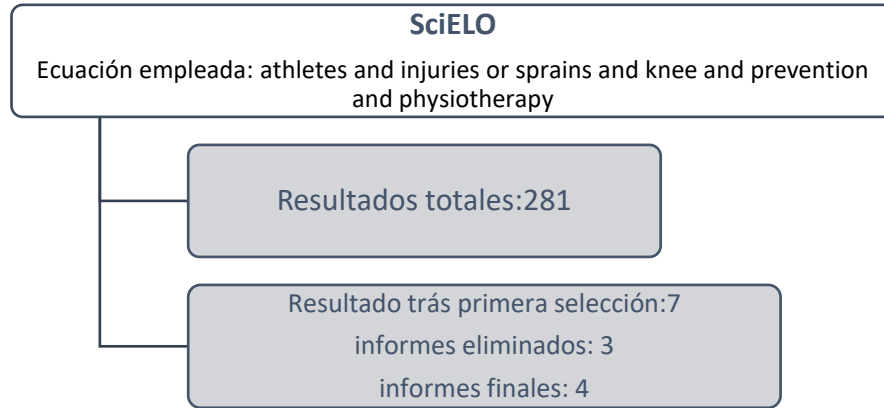 SciELO
Ecuación empleada: athletes and injuries or sprains and knee and prevention
and physiotherapy
Resultados totales:281
Resultado trás primera selección:7
informes eliminados: 3
informes finales: 4